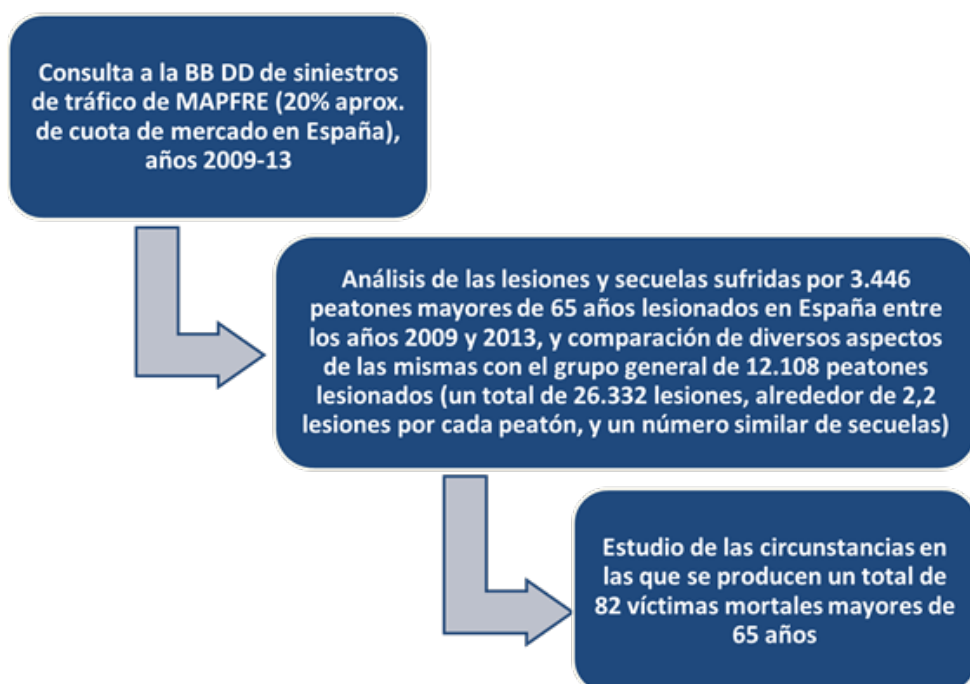 Consulta a la BB DD de siniestros
de tráfico de MAPFRE (20% aprox.
de cuota de mercado en España),
años 2009-13
Análisis de las lesiones y secuelas sufridas por 3.446
peatones mayores de 65 años lesionados en España entre
los años 2009 y 2013, y comparación de diversos aspectos
de las mismas con el grupo general de 12.108 peatones
lesionados (un total de 26.332 lesiones, alrededor de 2,2
lesiones por cada peatón, y un número similar de secuelas)
Estudio de las circunstancias en
las que se producen un total de
82 víctimas mortales mayores de
65 años